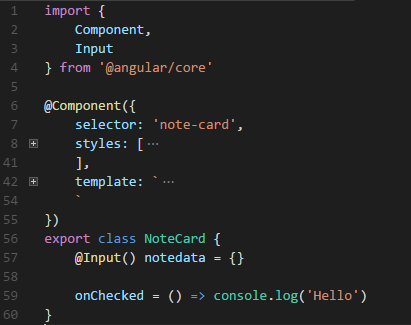 1 import {
2     Component,
3     Input
4 } from '@angular/core'
5
6 @Component({
7     selector: 'note-card',
8     styles: [ ···
41     ],
42     template: ` ···
54     `
55 })
56 export class NoteCard {
57     @Input() notedata = {}
58
59     onChecked = () => console.log('Hello')
60 }